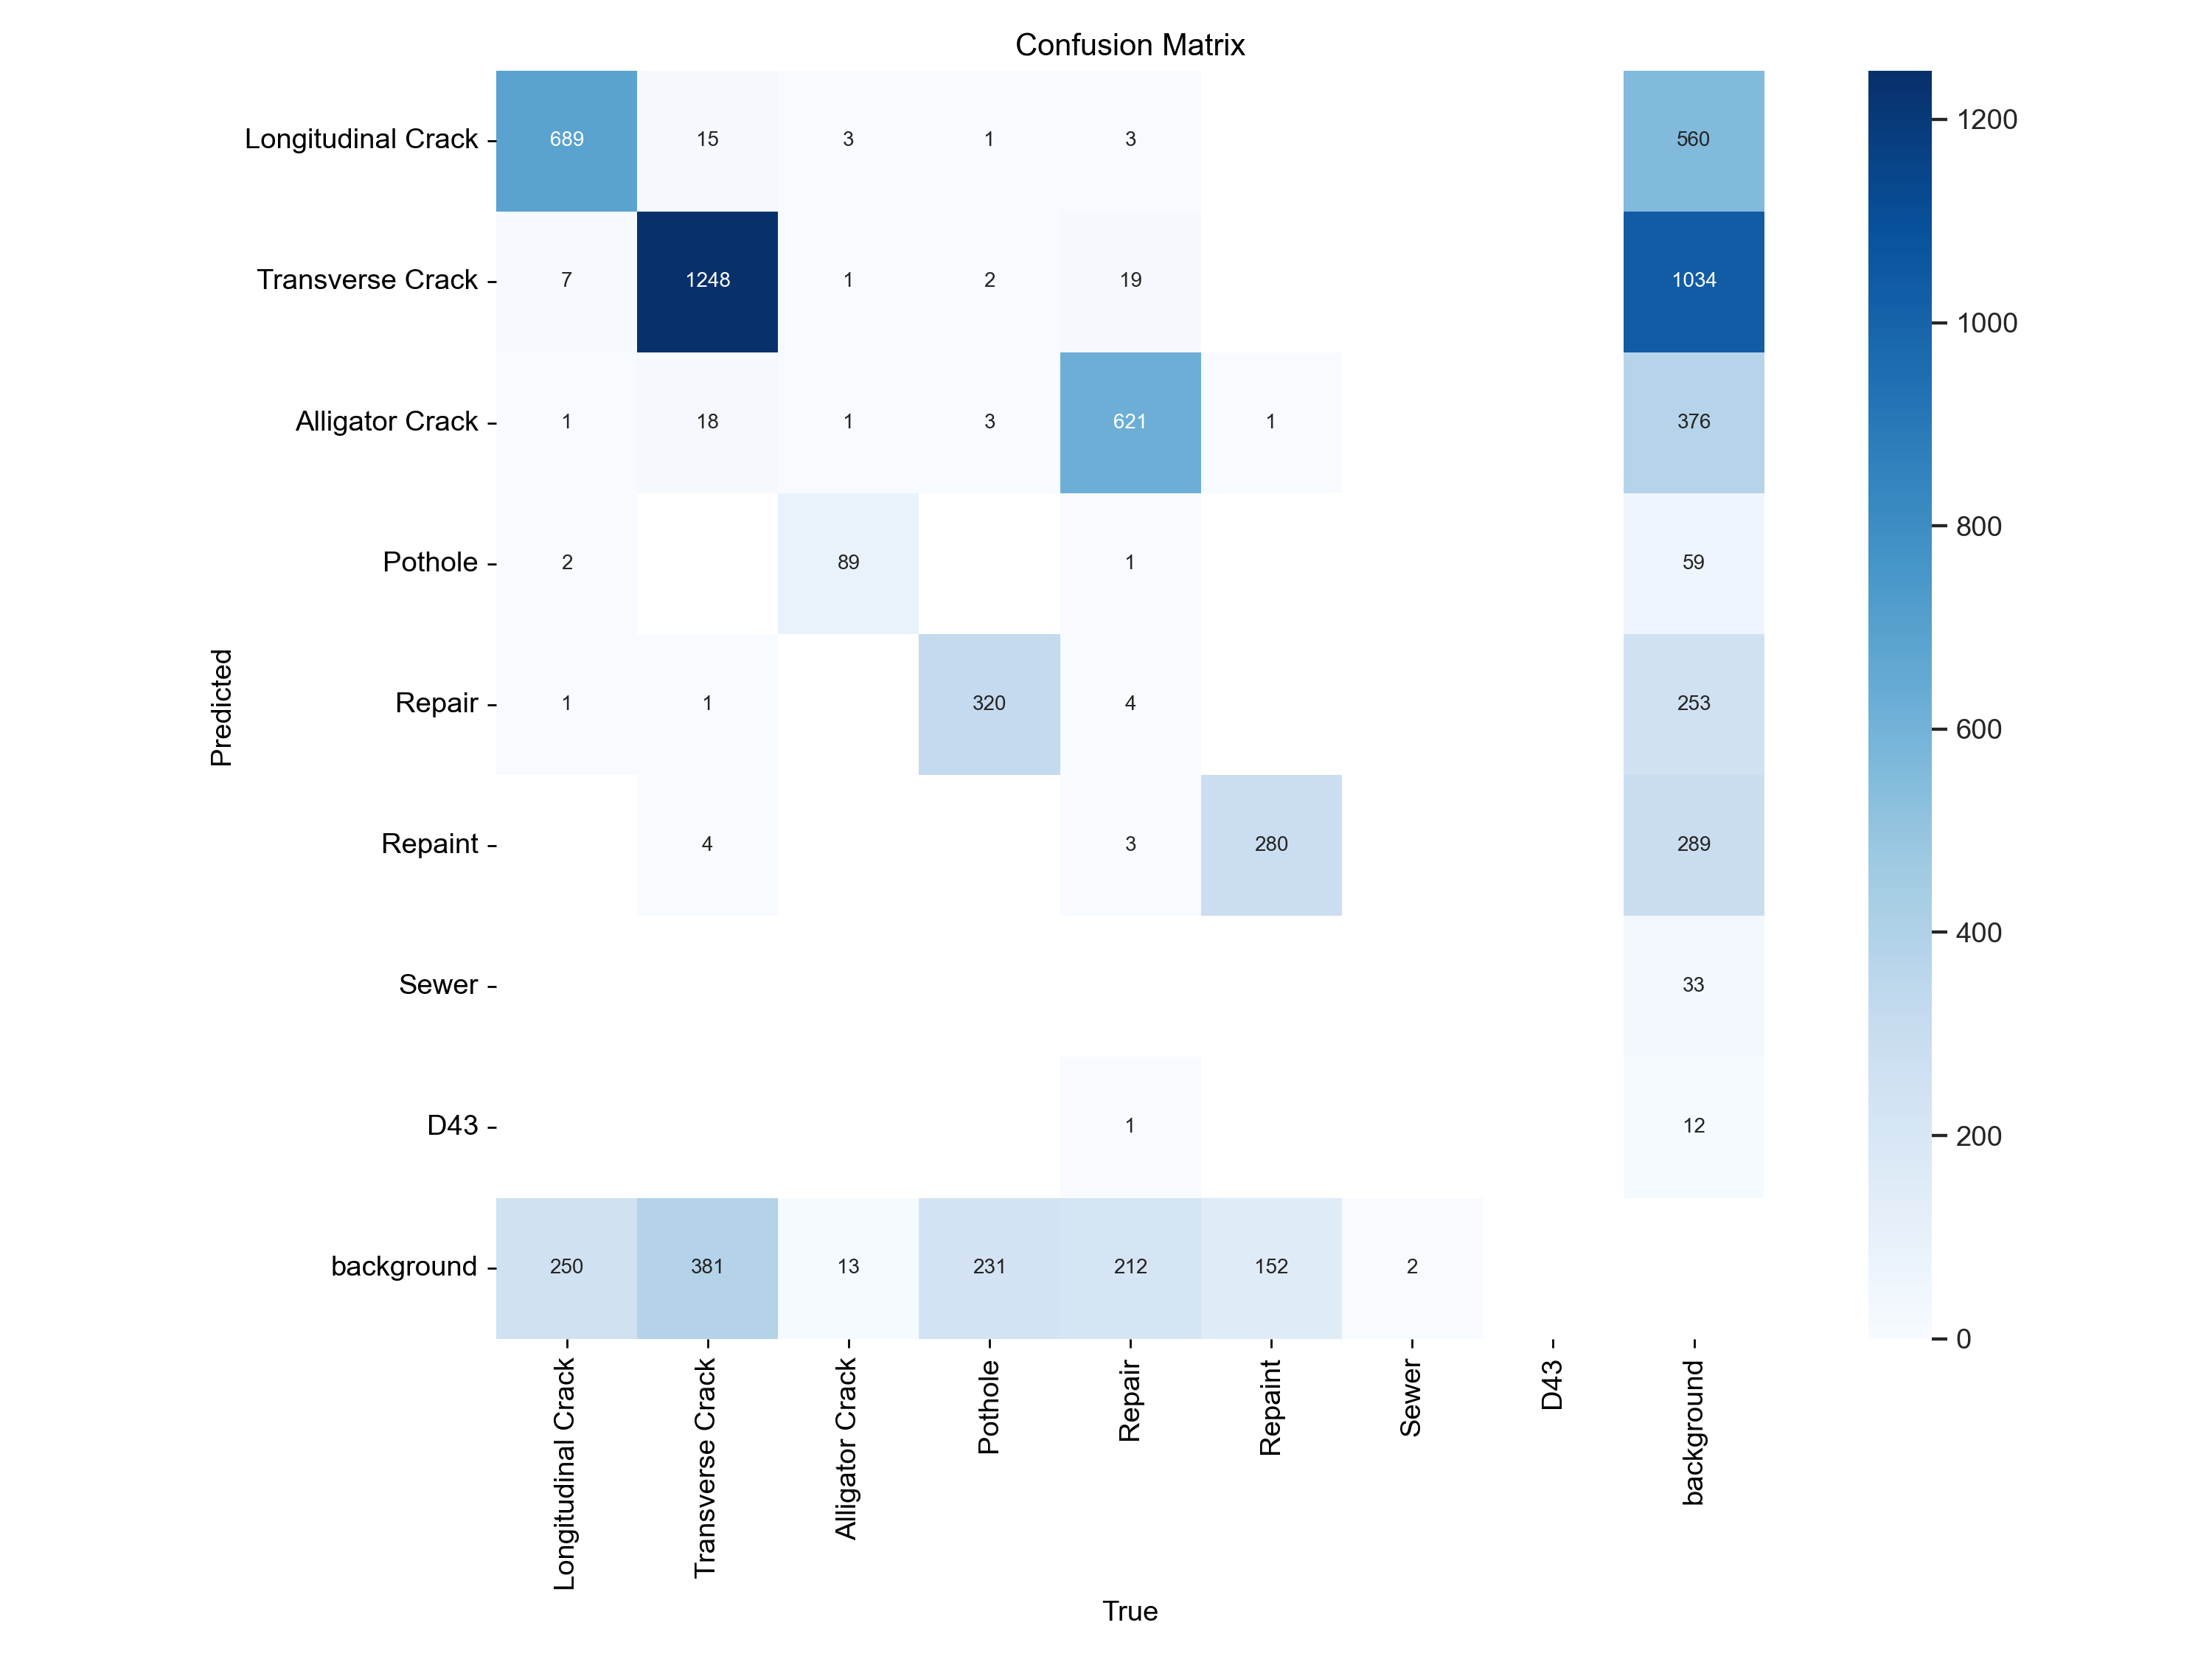 Confusion Matrix
Longitudinal Crack 689 15 3 1 3 560
Transverse Crack 7 1248 1 2 19 1034
Alligator Crack 1 18 1 3 621 1 376
Pothole 2 89 1 59
Repair 1 1 320 4 253
Repaint 4 3 280 289
Sewer 33
D43 1 12
background 250 381 13 231 212 152 2
Predicted
Longitudinal Crack
Transverse Crack
Alligator Crack
Pothole
Repair
Repaint
Sewer
D43
background
True
1200
1000
800
600
400
200
0